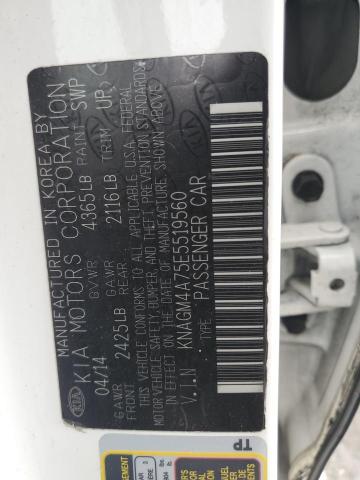 MANUFACTURED IN KOREA BY
KIA KIA MOTORS CORPORATION
04/14 GVWR 4365LB PAINT SWP
GAWR FRONT 2425LB GAWR REAR 2116LB TRIM UP
THIS VEHICLE CONFORMS TO ALL APPLICABLE U.S.A. FEDERAL
MOTOR VEHICLE SAFETY, BUMPER, AND THEFT PREVENTION STANDARDS
IN EFFECT ON THE DATE OF MANUFACTURE SHOWN ABOVE
V.I.N KNAGM4A75E5519560
TYPE: PASSENGER CAR
TP